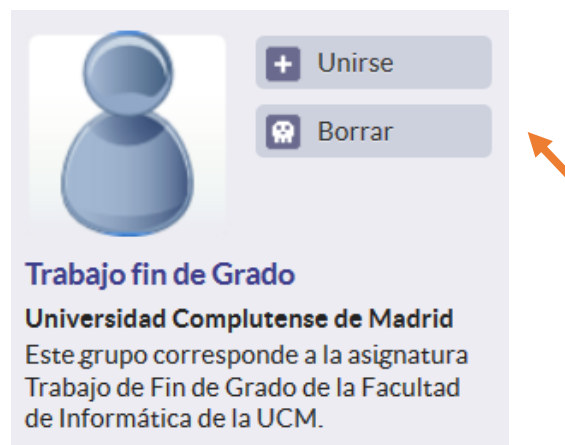 Unirse
Borrar
Trabajo fin de Grado
Universidad Complutense de Madrid
Este grupo corresponde a la asignatura
Trabajo de Fin de Grado de la Facultad
de Informática de la UCM.